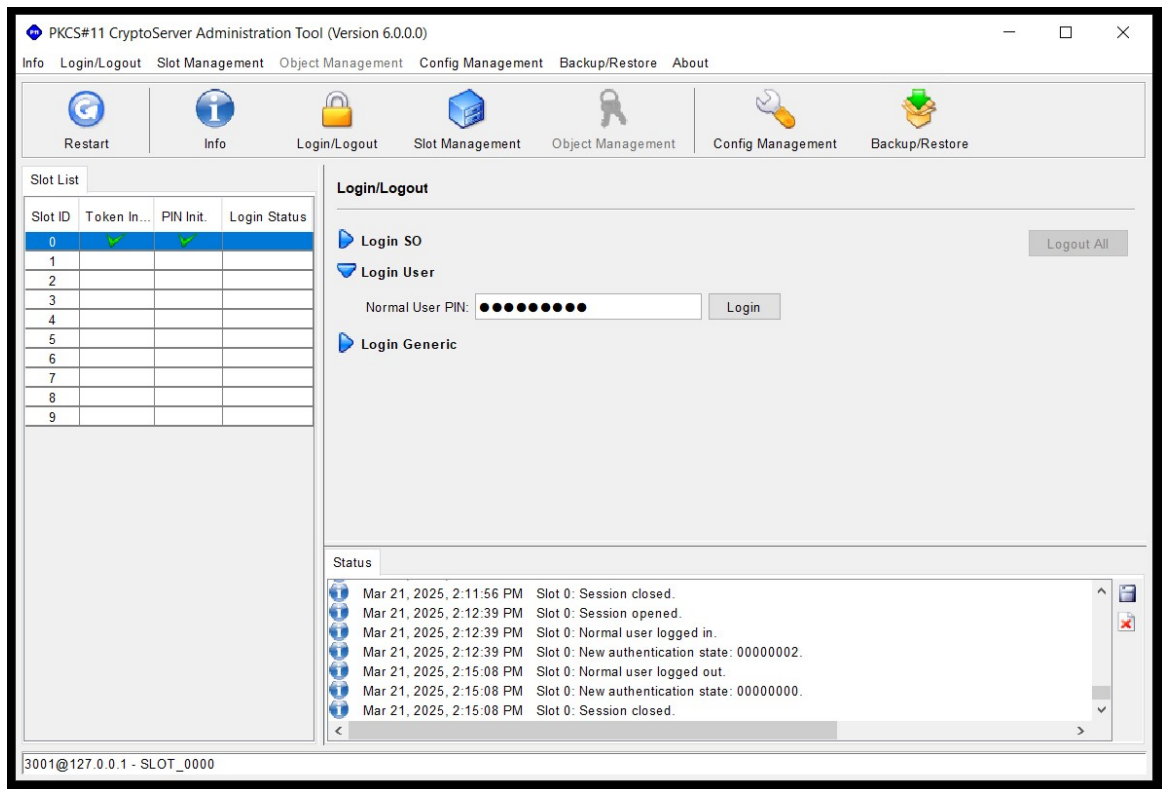 PKCS#11 CryptoServer Administration Tool (Version 6.0.0.0)
Info Login/Logout Slot Management Object Management Config Management Backup/Restore About
Restart Info Login/Logout Slot Management Object Management Config Management Backup/Restore
Slot List
Slot ID Token In... PIN Init. Login Status
0
1
2
3
4
5
6
7
8
9
Login/Logout
Login SO
Logout All
Login User
Normal User PIN: ●●●●●●●●● Login
Login Generic
Status
Mar 21, 2025, 2:11:56 PM Slot 0: Session closed.
Mar 21, 2025, 2:12:39 PM Slot 0: Session opened.
Mar 21, 2025, 2:12:39 PM Slot 0: Normal user logged in.
Mar 21, 2025, 2:12:39 PM Slot 0: New authentication state: 00000002.
Mar 21, 2025, 2:15:08 PM Slot 0: Normal user logged out.
Mar 21, 2025, 2:15:08 PM Slot 0: New authentication state: 00000000.
Mar 21, 2025, 2:15:08 PM Slot 0: Session closed.
3001@127.0.0.1 - SLOT_0000